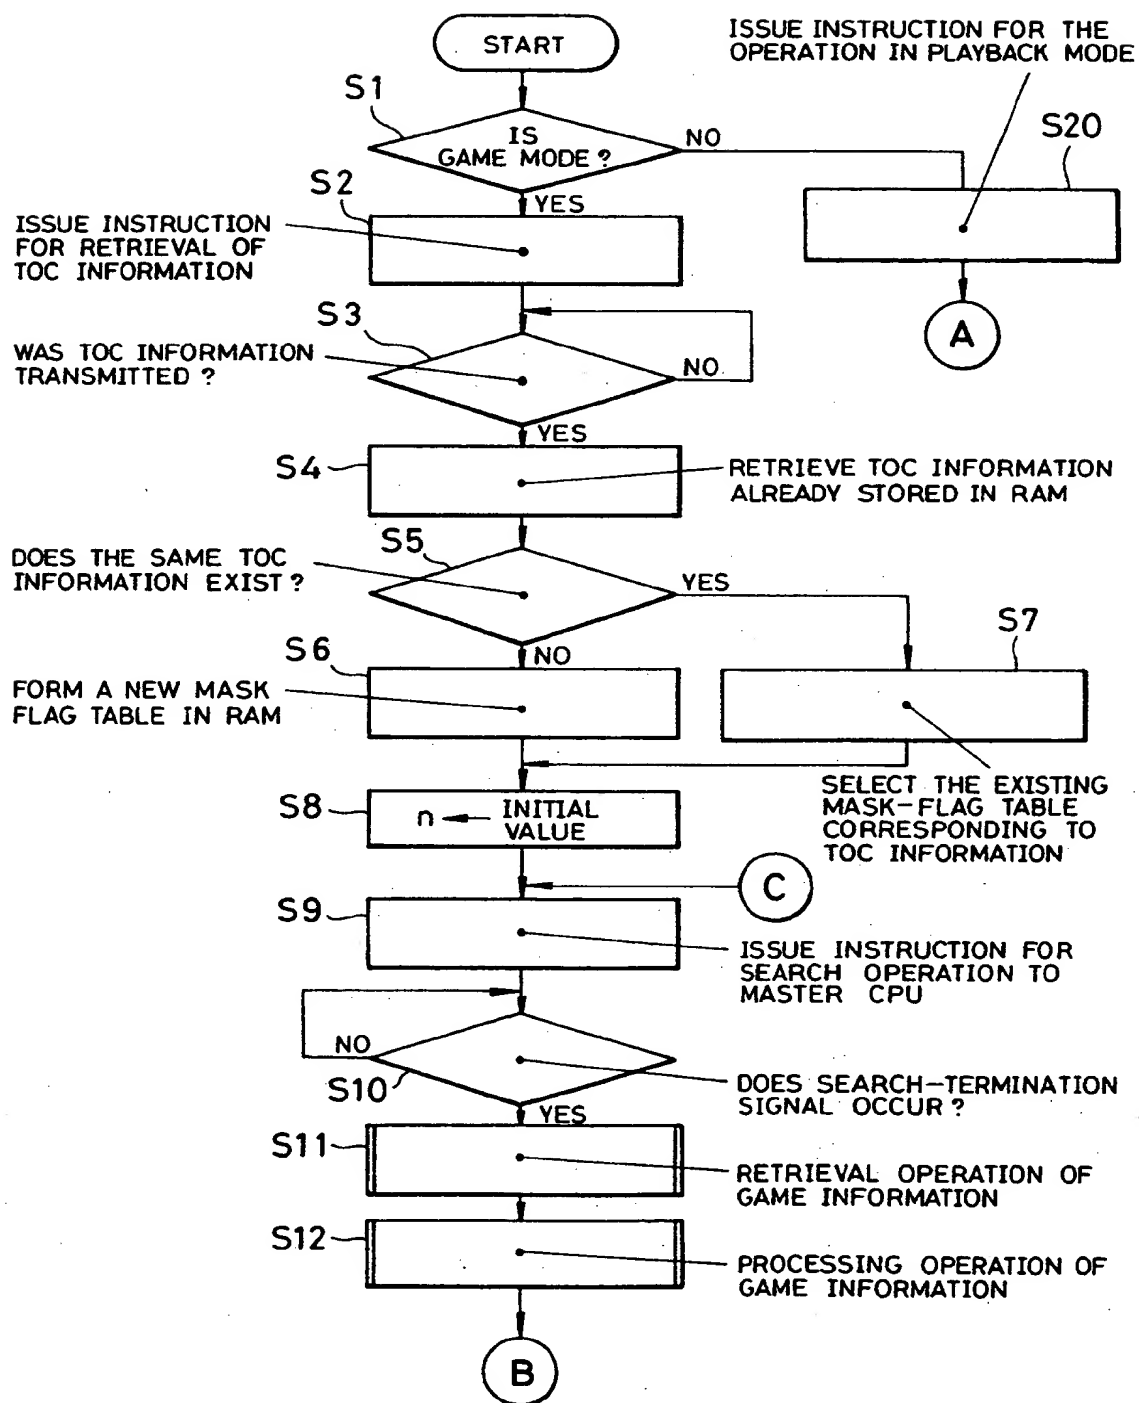 START
ISSUE INSTRUCTION FOR THE
OPERATION IN PLAYBACK MODE
S1
IS
GAME MODE ?
NO
S20
S2
YES
ISSUE INSTRUCTION
FOR RETRIEVAL OF
TOC INFORMATION
A
S3
WAS TOC INFORMATION
TRANSMITTED ?
NO
YES
S4
RETRIEVE TOC INFORMATION
ALREADY STORED IN RAM
S5
DOES THE SAME TOC
INFORMATION EXIST ?
YES
S7
S6
NO
FORM A NEW MASK
FLAG TABLE IN RAM
SELECT THE EXISTING
MASK-FLAG TABLE
CORRESPONDING TO
TOC INFORMATION
S8
n ← INITIAL
VALUE
C
S9
ISSUE INSTRUCTION FOR
SEARCH OPERATION TO
MASTER CPU
NO
S10
DOES SEARCH-TERMINATION
SIGNAL OCCUR ?
YES
S11
RETRIEVAL OPERATION OF
GAME INFORMATION
S12
PROCESSING OPERATION OF
GAME INFORMATION
B